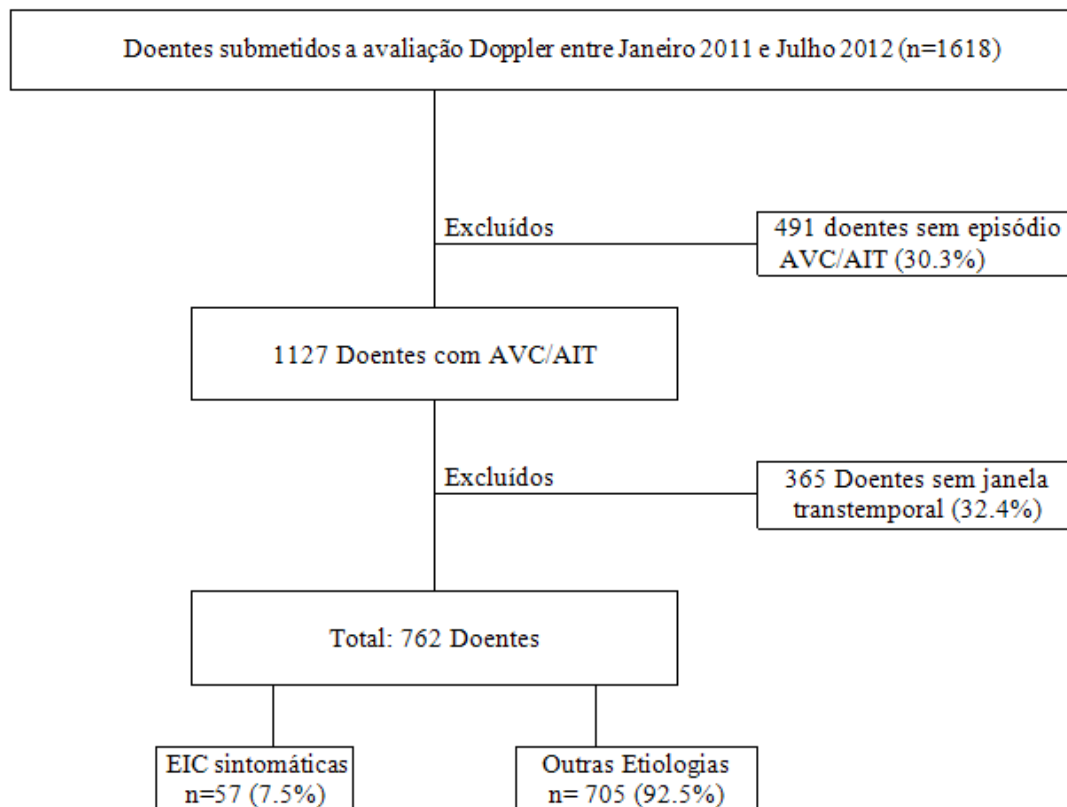 Doentes submetidos a avaliação Doppler entre Janeiro 2011 e Julho 2012 (n=1618)
Excluídos
491 doentes sem episódio
AVC/AIT (30.3%)
1127 Doentes com AVC/AIT
Excluídos
365 Doentes sem janela
transtemporal (32.4%)
Total: 762 Doentes
EIC sintomáticas
n=57 (7.5%)
Outras Etiologias
n= 705 (92.5%)